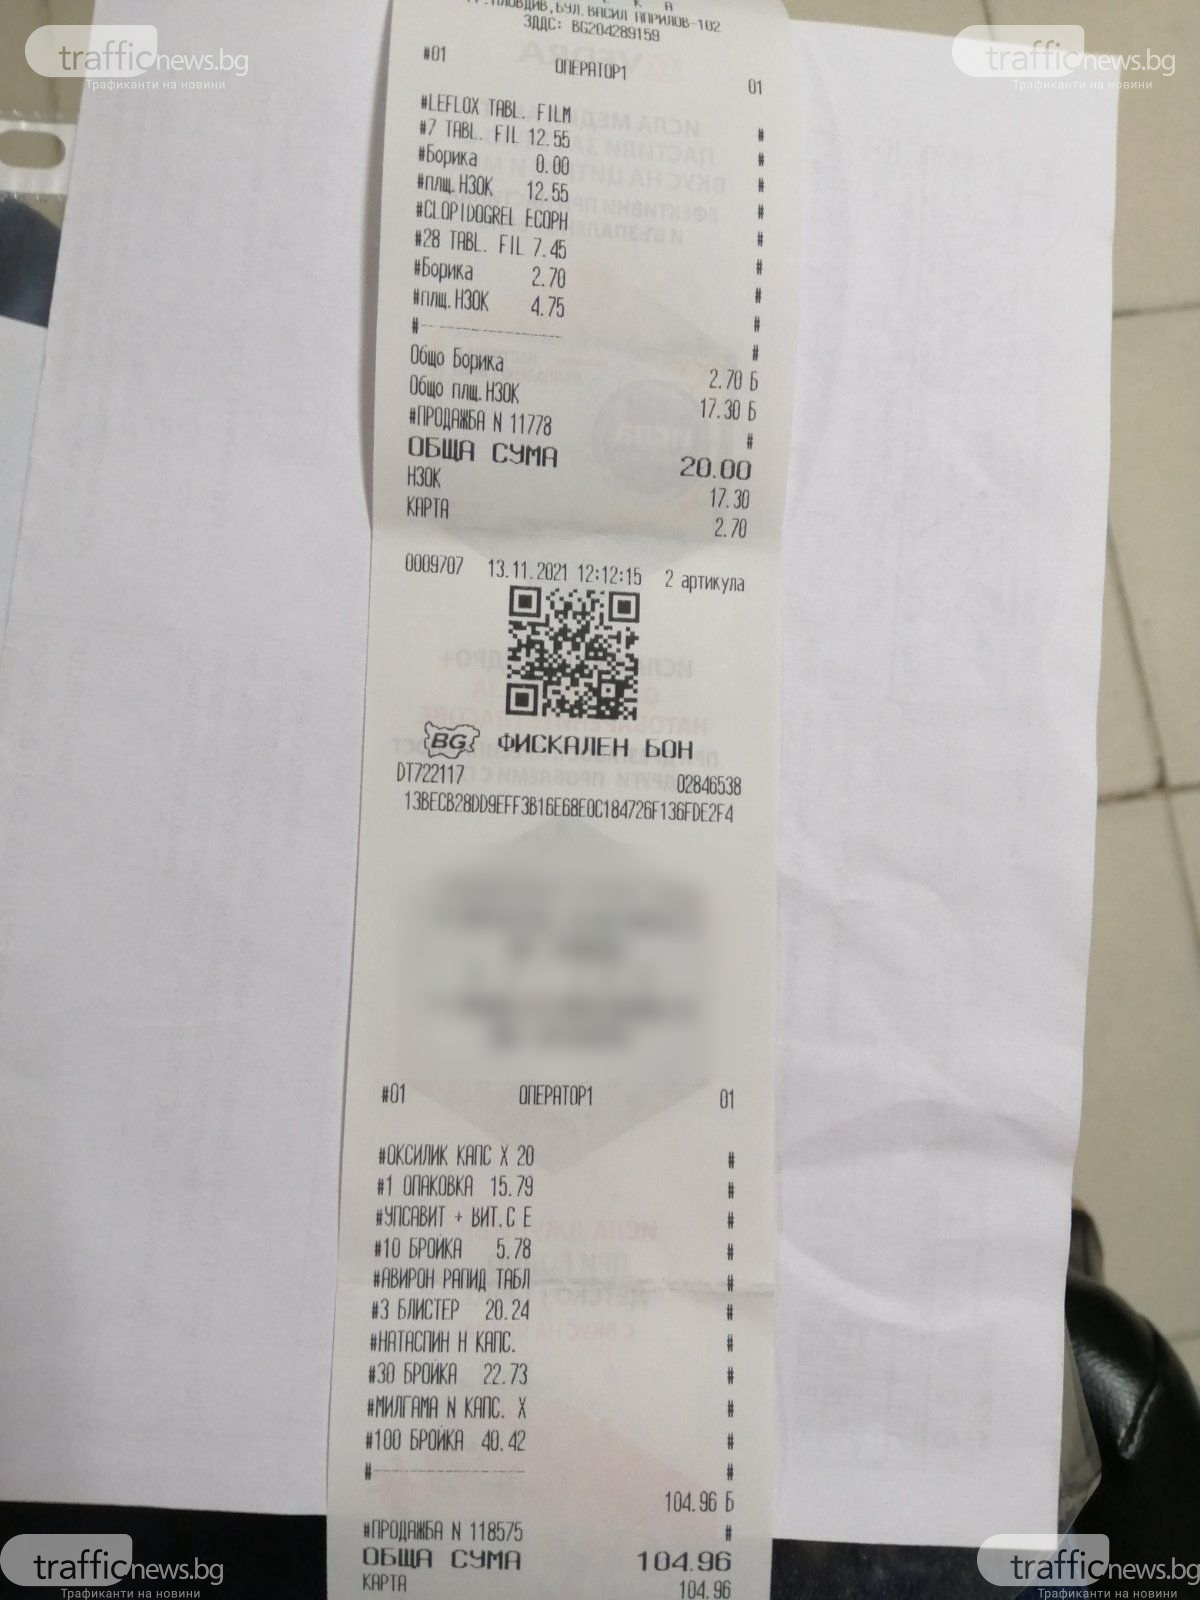 trafficnews.bg
Трафиканти на новини
trafficnews.bg
Трафиканти на новини
ПЛОВДИВ,БУЛ.ВАСИЛ АПРИЛОВ-102
ЗДДС: BG204289159
#01 ОПЕРАТОР1 01
#LEFLOX TABL. FILM #
#7 TABL. FIL 12.55 #
#Борика 0.00 #
#плщ.НЗОК 12.55 #
#CLOPIDOGREL ECOPH #
#28 TABL. FIL 7.45 #
#Борика 2.70 #
#плщ.НЗОК 4.75 #
#------------------ #
Общо Борика 2.70 Б
Общо плщ.НЗОК 17.30 Б
#ПРОДАЖБА N 11778 #
ОБЩА СУМА 20.00
НЗОК 17.30
КАРТА 2.70
0009707 13.11.2021 12:12:15 2 артикула
BG ФИСКАЛЕН БОН
DT722117 02846538
13BECB28DD9EFF3B16E68E0C184726F136FDE2F4
#01 ОПЕРАТОР1 01
#ОКСИЛИК КАПС X 20 #
#1 ОПАКОВКА 15.79 #
#УПСАВИТ + ВИТ.С Е #
#10 БРОЙКА 5.78 #
#АВИРОН РАПИД ТАБЛ #
#3 БЛИСТЕР 20.24 #
#НАТАСПИН Н КАПС. #
#30 БРОЙКА 22.73 #
#МИЛГАМА N КАПС. X #
#100 БРОЙКА 40.42 #
#------------------ #
104.96 Б
#ПРОДАЖБА N 118575 #
ОБЩА СУМА 104.96
КАРТА 104.96
trafficnews.bg
Трафиканти на новини
trafficnews.bg
Трафиканти на новини